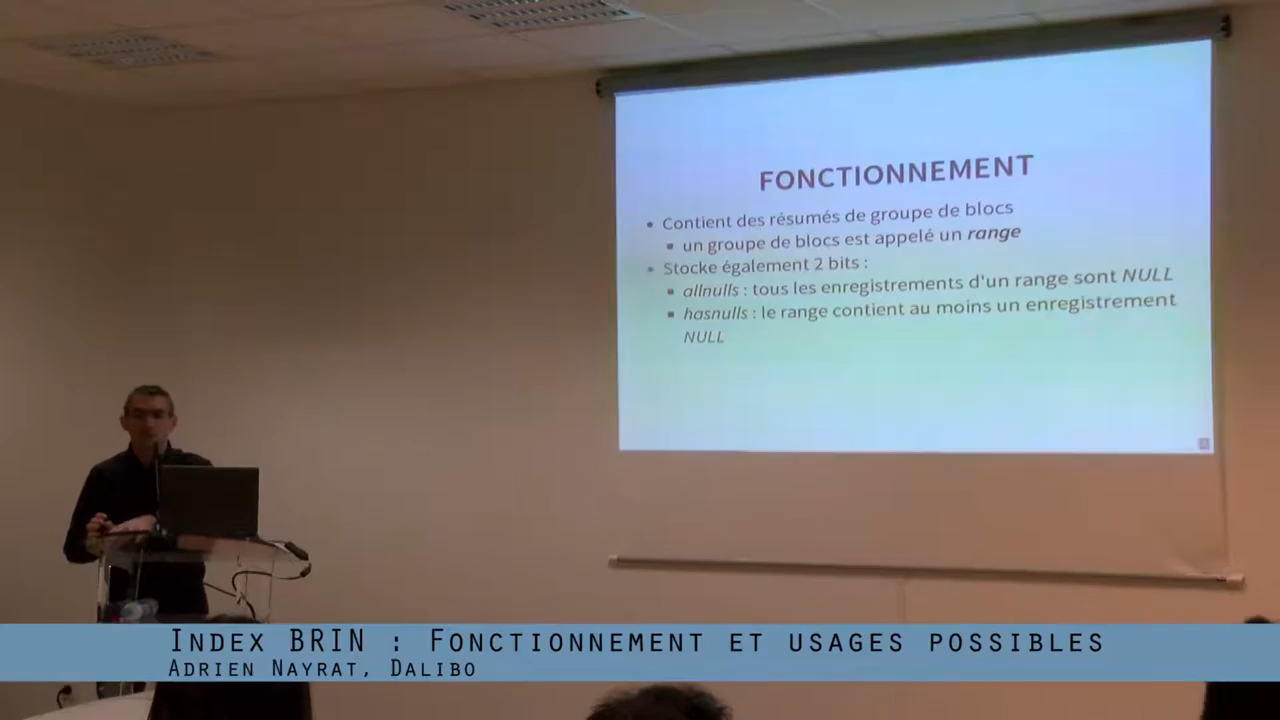 FONCTIONNEMENT
• Contient des résumés de groupe de blocs
▪ un groupe de blocs est appelé un range
• Stocke également 2 bits :
▪ allnulls : tous les enregistrements d'un range sont NULL
▪ hasnulls : le range contient au moins un enregistrement
NULL
INDEX BRIN : FONCTIONNEMENT ET USAGES POSSIBLES
ADRIEN NAYRAT, DALIBO